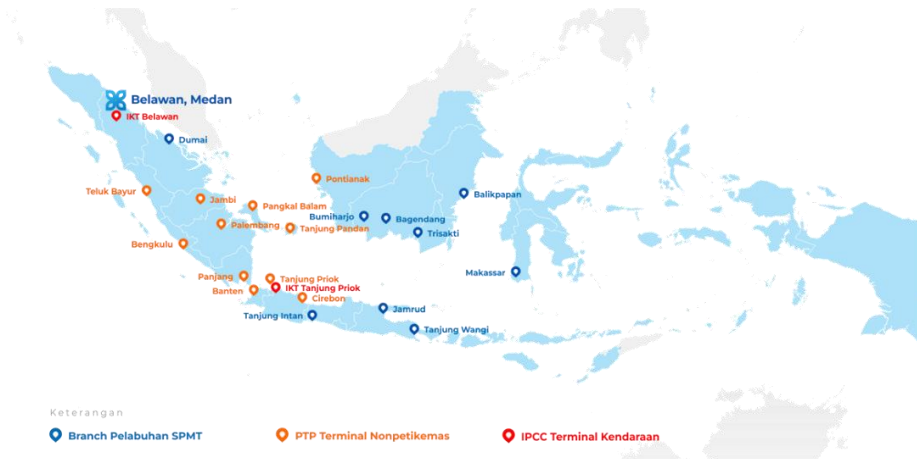 Belawan, Medan
IKT Belawan
Dumai
Pontianak
Teluk Bayur
Jambi
Balikpapan
Pangkal Balam
Bumiharjo
Bagendang
Palembang
Tanjung Pandan
Trisakti
Bengkulu
Makassar
Panjang
Tanjung Priok
IKT Tanjung Priok
Banten
Cirebon
Jamrud
Tanjung Intan
Tanjung Wangi
Keterangan
Branch Pelabuhan SPMT
PTP Terminal Nonpetikemas
IPCC Terminal Kendaraan